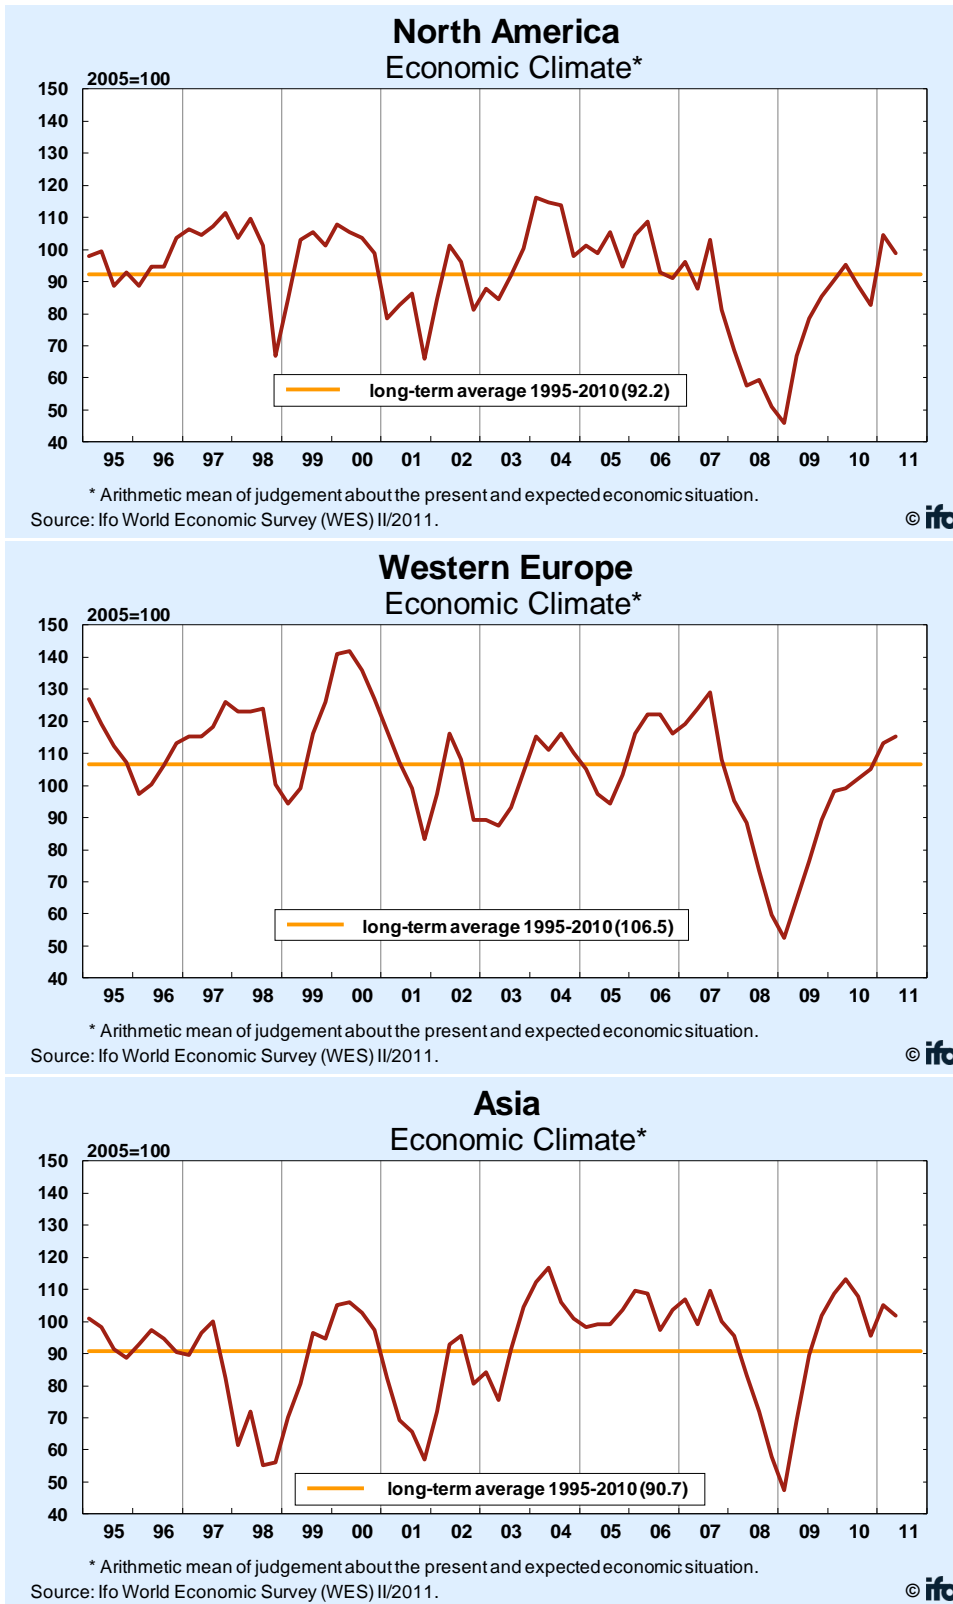 North America
Economic Climate*
2005=100
150
140
130
120
110
100
90
80
70
60
50
40
long-term average 1995-2010 (92.2)
95 96 97 98 99 00 01 02 03 04 05 06 07 08 09 10 11
* Arithmetic mean of judgement about the present and expected economic situation.
Source: Ifo World Economic Survey (WES) II/2011.
© ifo
Western Europe
Economic Climate*
2005=100
150
140
130
120
110
100
90
80
70
60
50
40
long-term average 1995-2010 (106.5)
95 96 97 98 99 00 01 02 03 04 05 06 07 08 09 10 11
* Arithmetic mean of judgement about the present and expected economic situation.
Source: Ifo World Economic Survey (WES) II/2011.
© ifo
Asia
Economic Climate*
2005=100
150
140
130
120
110
100
90
80
70
60
50
40
long-term average 1995-2010 (90.7)
95 96 97 98 99 00 01 02 03 04 05 06 07 08 09 10 11
* Arithmetic mean of judgement about the present and expected economic situation.
Source: Ifo World Economic Survey (WES) II/2011.
© ifo